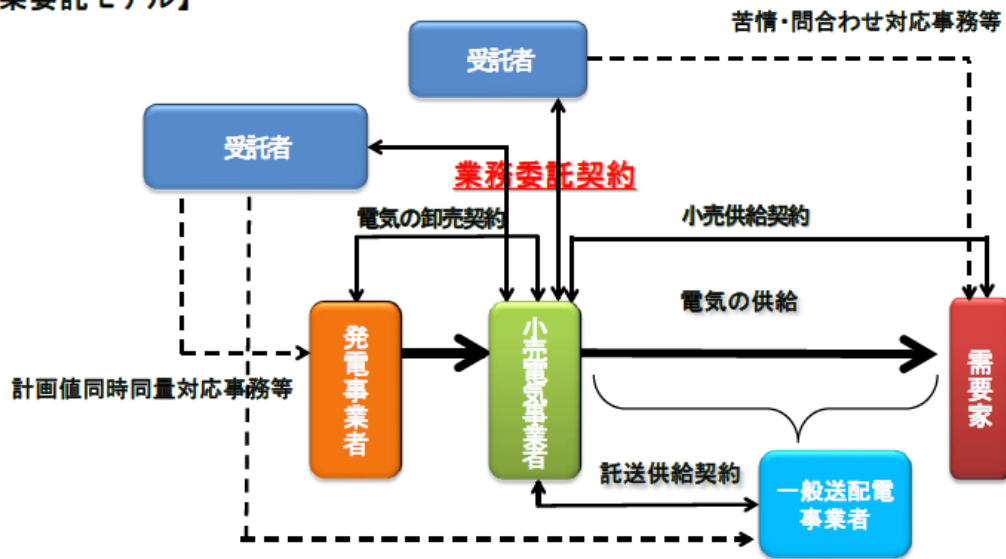 業委託モデル】
苦情・問合わせ対応事務等
受託者
受託者
業務委託契約
電気の卸売契約
小売供給契約
電気の供給
発電事業者
小売電気事業者
需要家
計画値同時同量対応事務等
託送供給契約
一般送配電
事業者